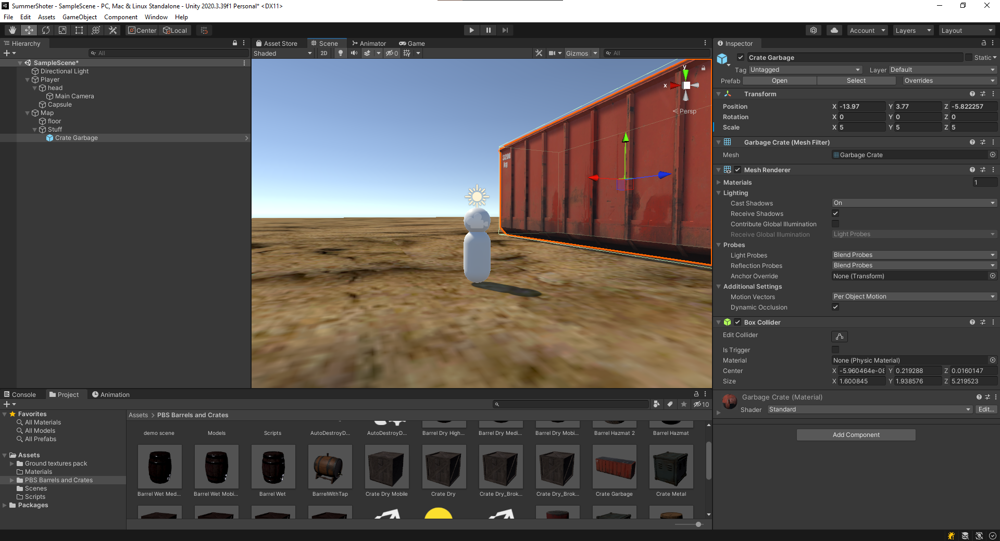 SummerShoter - SampleScene - PC, Mac & Linux Standalone - Unity 2020.3.39f1 Personal* <DX11>
File Edit Assets GameObject Component Window Help
Center Local Account Layers Layout
Hierarchy
All
SampleScene*
Directional Light
Player
head
Main Camera
Capsule
Map
floor
Stuff
Crate Garbage
Asset Store Scene Animator Game
Shaded 2D 0 Gizmos All
y
x
Persp
3200
kg
Inspector
Crate Garbage Static
Tag Untagged Layer Default
Prefab Open Select Overrides
Transform
Position X -13.97 Y 3.77 Z -5.822257
Rotation X 0 Y 0 Z 0
Scale X 5 Y 5 Z 5
Garbage Crate (Mesh Filter)
Mesh Garbage Crate
Mesh Renderer
Materials 1
Lighting
Cast Shadows On
Receive Shadows
Contribute Global Illumination
Receive Global Illumination Light Probes
Probes
Light Probes Blend Probes
Reflection Probes Blend Probes
Anchor Override None (Transform)
Additional Settings
Motion Vectors Per Object Motion
Dynamic Occlusion
Box Collider
Edit Collider
Is Trigger
Material None (Physic Material)
Center X -5.960464e-08 Y 0.219288 Z 0.0160147
Size X 1.600845 Y 1.938576 Z 5.219523
Garbage Crate (Material)
Shader Standard Edit...
Add Component
Console Project Animation
10
Favorites
All Materials
All Models
All Prefabs
Assets
Ground textures pack
Materials
PBS Barrels and Crates
Scenes
Scripts
Packages
Assets > PBS Barrels and Crates
demo scene Models Scripts AutoDestroyD... AutoDestroyD... Barrel Dry High... Barrel Dry Medi... Barrel Dry Mobi... Barrel Hazmat 2 Barrel Hazmat
Barrel Wet Med... Barrel Wet Mobi... Barrel Wet BarrelWithTap Crate Dry Mobile Crate Dry Crate Dry_Brok... Crate Dry_Brok... Crate Garbage Crate Metal